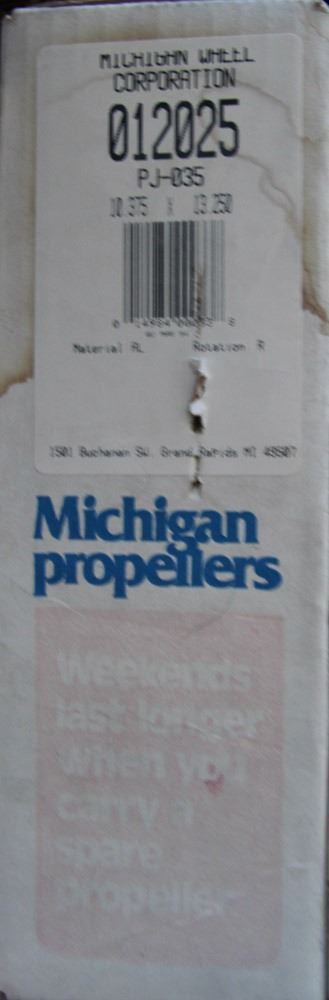 MICHIGAN WHEEL
CORPORATION
012025
PJ-035
10.375 X 13.250
Material AL Rotation R
1501 Buchanan SW. Grand Rapids MI 49507
Michigan
propellers
Weekends
last longer
when you
carry a
spare
propeller